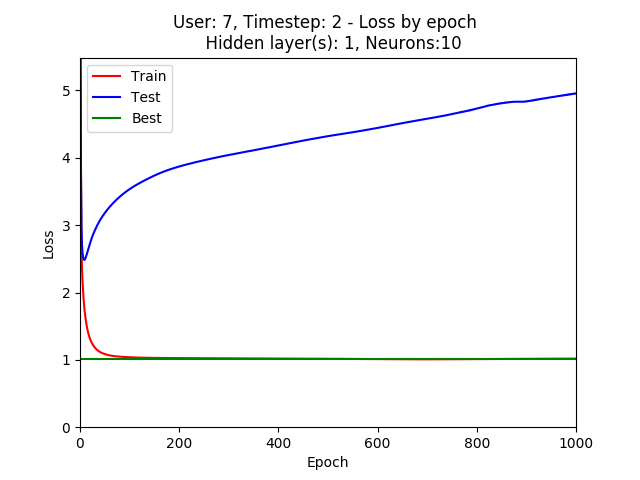 User: 7, Timestep: 2 - Loss by epoch
Hidden layer(s): 1, Neurons:10
Train
Test
Best
Loss
5
4
3
2
1
0
0 200 400 600 800 1000
Epoch